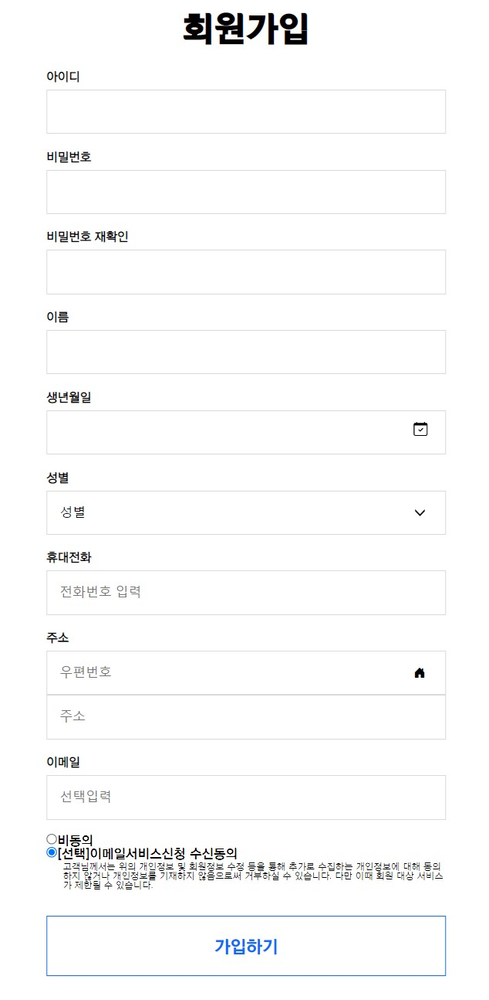 회원가입
아이디
비밀번호
비밀번호 재확인
이름
생년월일
성별
성별
휴대전화
전화번호 입력
주소
우편번호
주소
이메일
선택입력
비동의
[선택]이메일서비스신청 수신동의
고객님께서는 위의 개인정보 및 회원정보 수정 등을 통해 추가로 수집하는 개인정보에 대해 동의
하지 않거나 개인정보를 기재하지 않음으로써 거부하실 수 있습니다. 다만 이때 회원 대상 서비스
가 제한될 수 있습니다.
가입하기